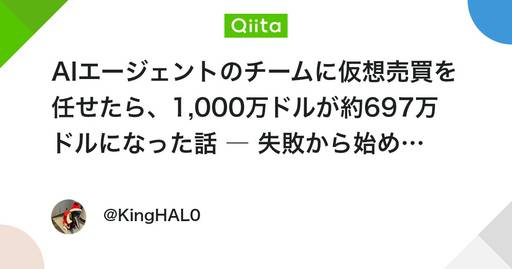 Qiita
AIエージェントのチームに仮想売買を
任せたら、1,000万ドルが約697万
ドルになった話 — 失敗から始め…
@KingHAL0